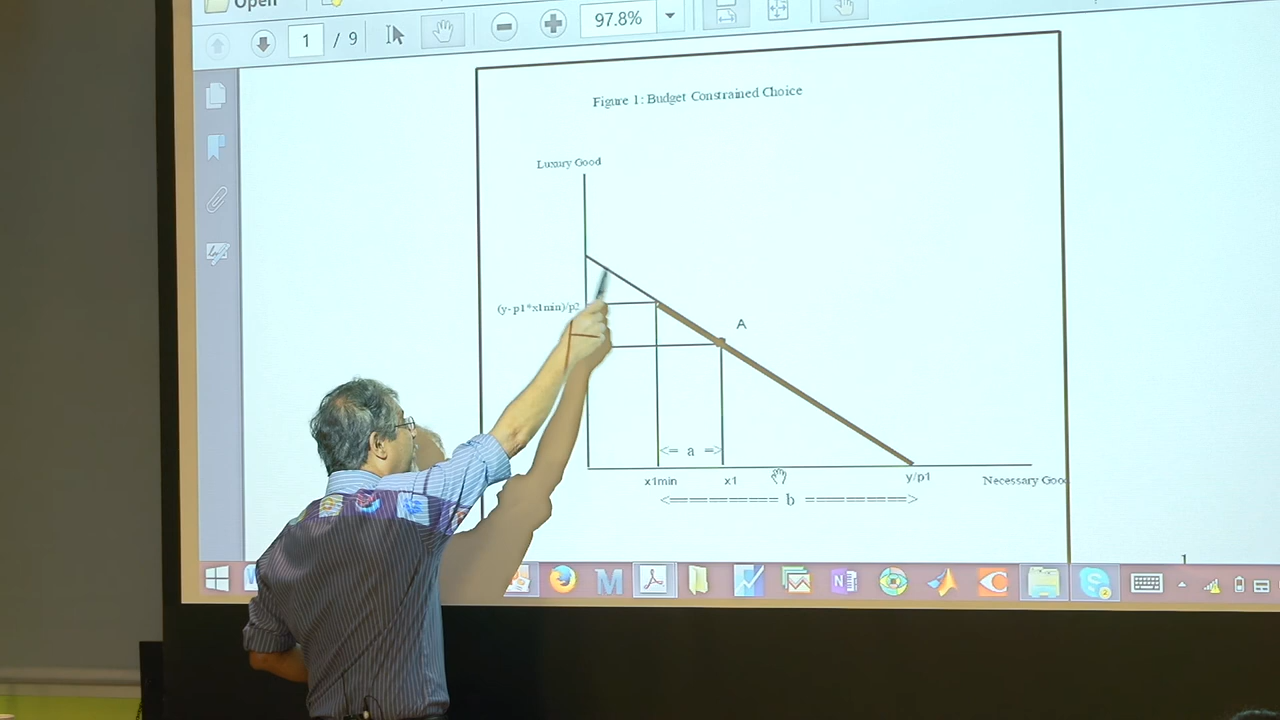 Open
1 / 9
97.8%
Figure 1: Budget Constrained Choice
Luxury Good
(y-p1*x1min)/p2
A
<= a =>
x1min x1 y/p1 Necessary Goo
<========= b =========>
1